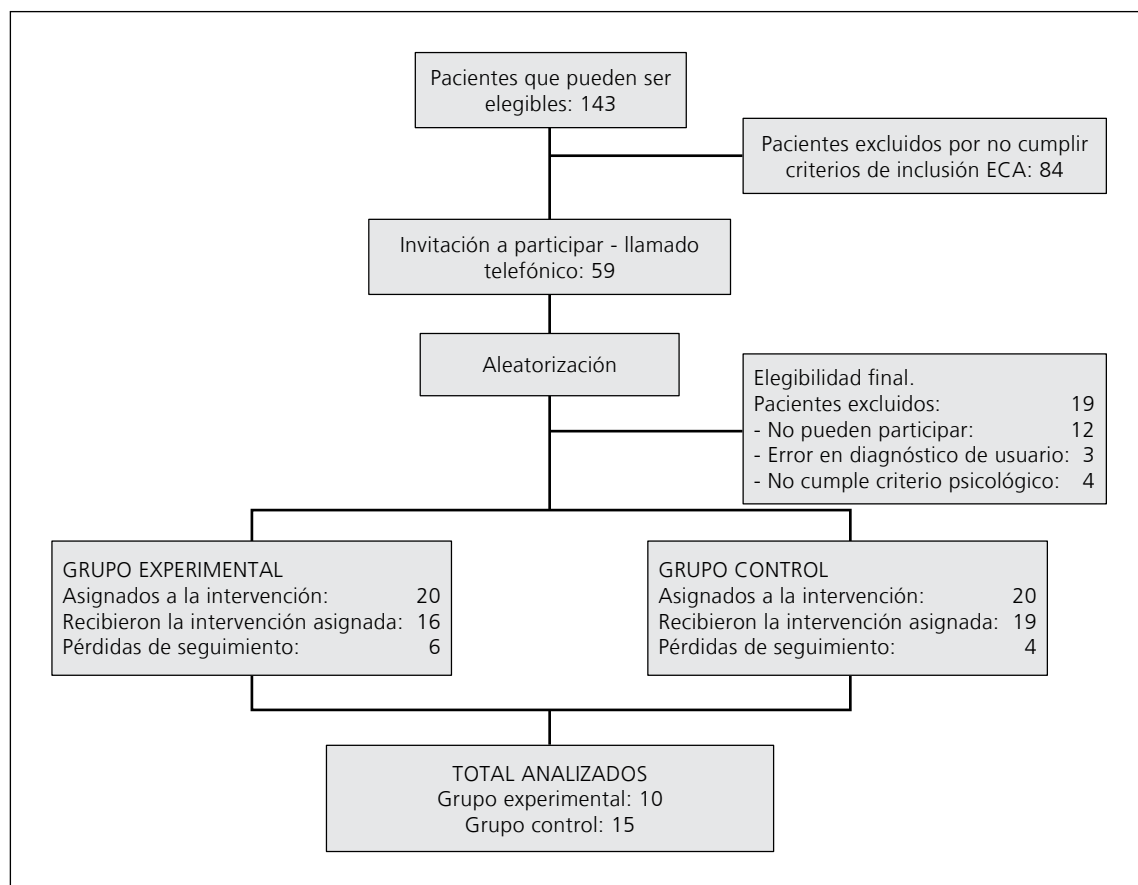 Pacientes que pueden ser
elegibles: 143
Pacientes excluidos por no cumplir
criterios de inclusión ECA: 84
Invitación a participar - llamado
telefónico: 59
Aleatorización
Elegibilidad final.
Pacientes excluidos: 19
- No pueden participar: 12
- Error en diagnóstico de usuario: 3
- No cumple criterio psicológico: 4
GRUPO EXPERIMENTAL
Asignados a la intervención: 20
Recibieron la intervención asignada: 16
Pérdidas de seguimiento: 6
GRUPO CONTROL
Asignados a la intervención: 20
Recibieron la intervención asignada: 19
Pérdidas de seguimiento: 4
TOTAL ANALIZADOS
Grupo experimental: 10
Grupo control: 15